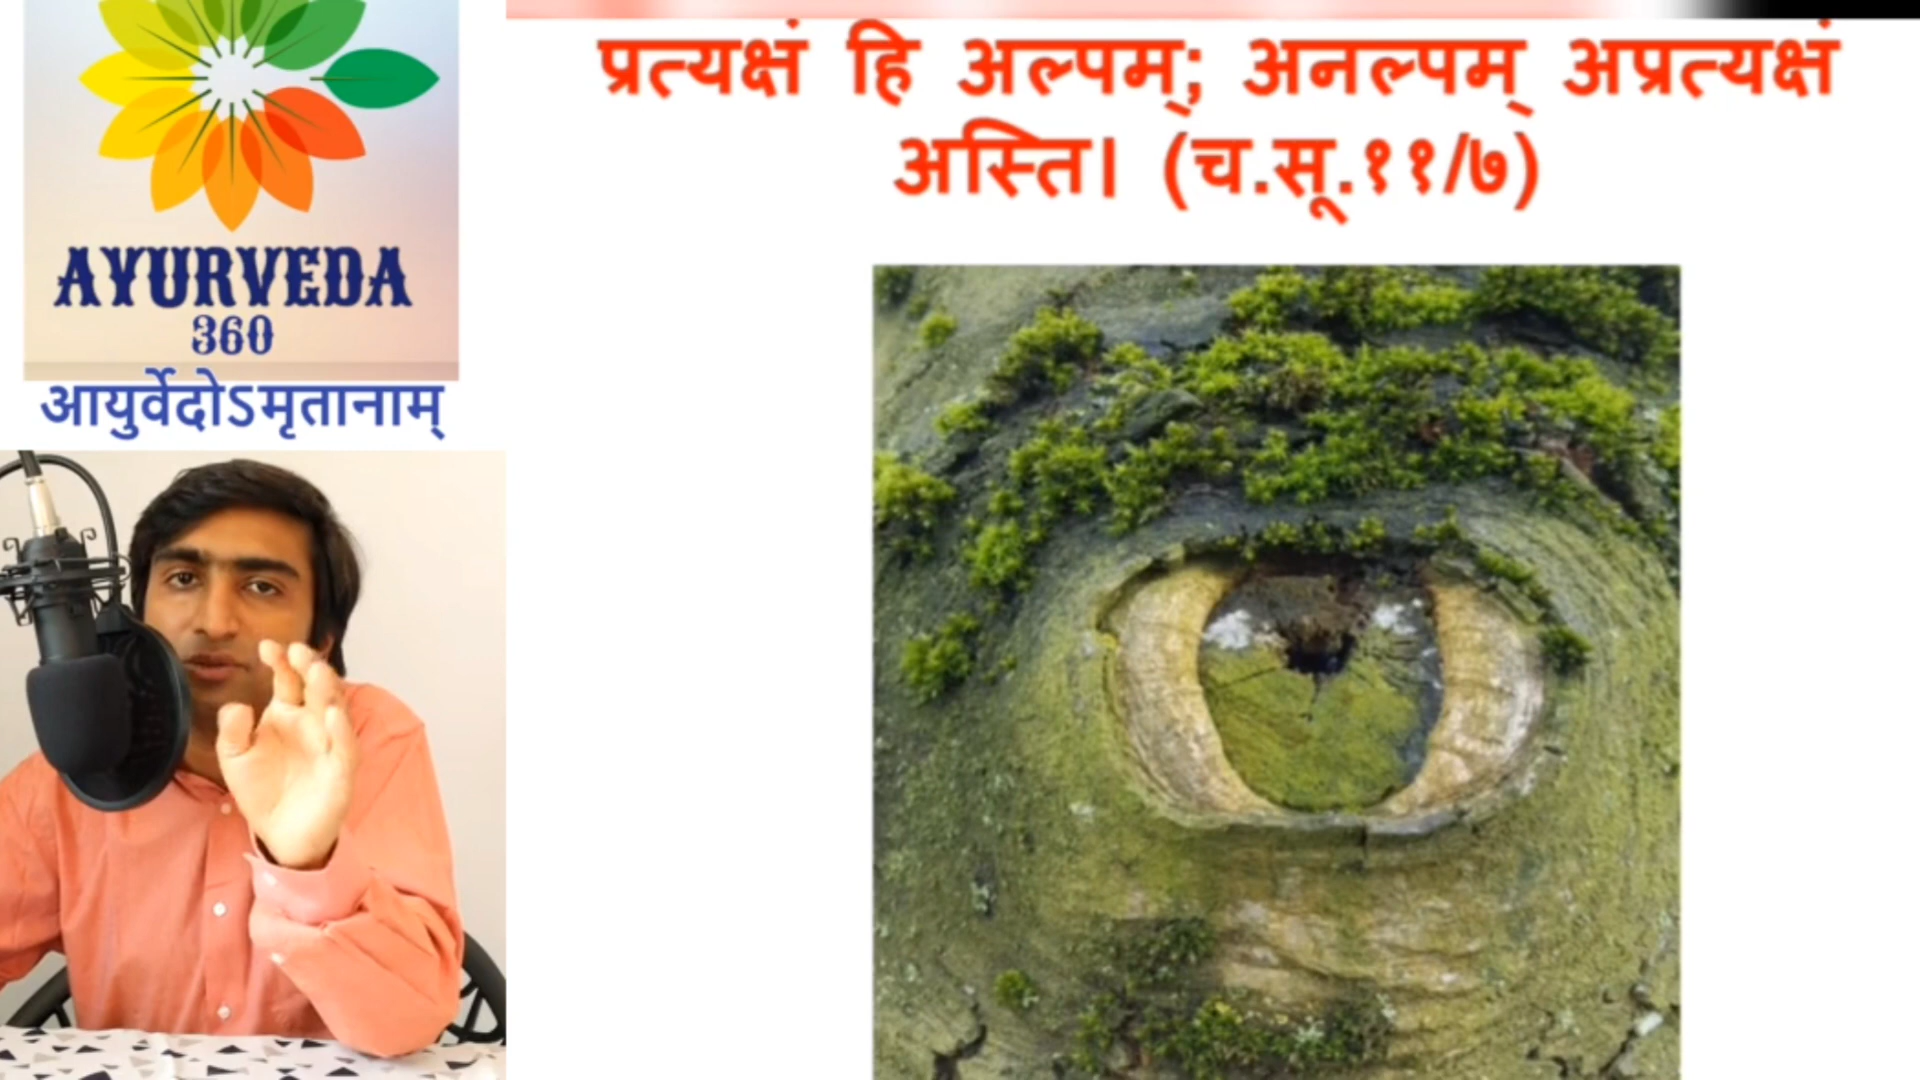 प्रत्यक्षं हि अल्पम्; अनल्पम् अप्रत्यक्षं
अस्ति। (च.सू.११/७)
AYURVEDA
360
आयुर्वेदोऽमृतानाम्